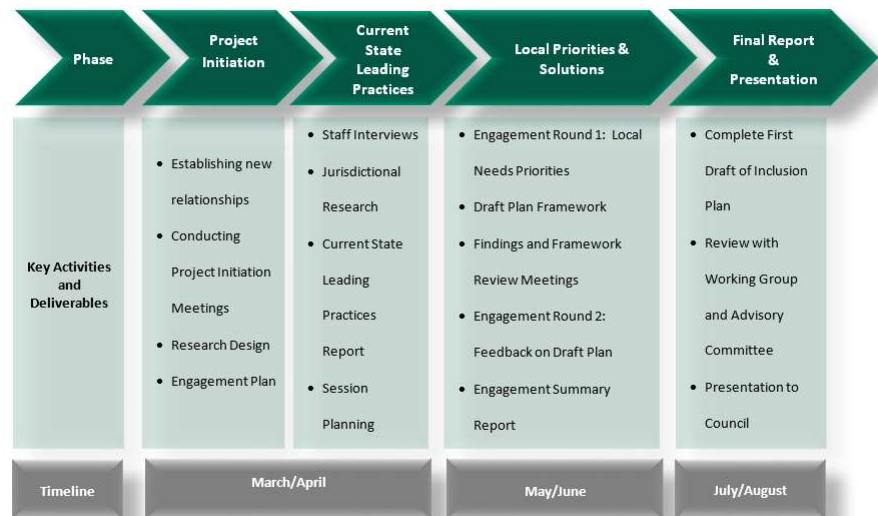 Phase
Project
Initiation
Current
State
Leading
Practices
Local Priorities &
Solutions
Final Report
&
Presentation
Key Activities
and
Deliverables
• Establishing new
relationships
• Conducting
Project Initiation
Meetings
• Research Design
• Engagement Plan
• Staff Interviews
• Jurisdictional
Research
• Current State
Leading
Practices
Report
• Session
Planning
• Engagement Round 1: Local
Needs Priorities
• Draft Plan Framework
• Findings and Framework
Review Meetings
• Engagement Round 2:
Feedback on Draft Plan
• Engagement Summary
Report
• Complete First
Draft of Inclusion
Plan
• Review with
Working Group
and Advisory
Committee
• Presentation to
Council
Timeline
March/April
May/June
July/August